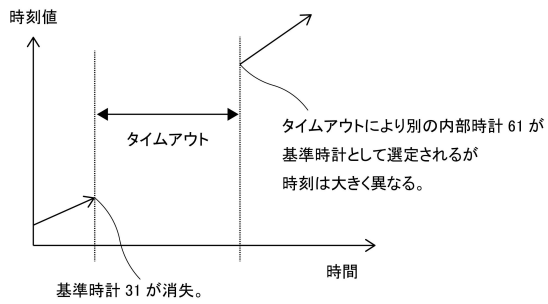 時刻値
タイムアウト
タイムアウトにより別の内部時計 61 が
基準時計として選定されるが
時刻は大きく異なる。
時間
基準時計 31 が消失。